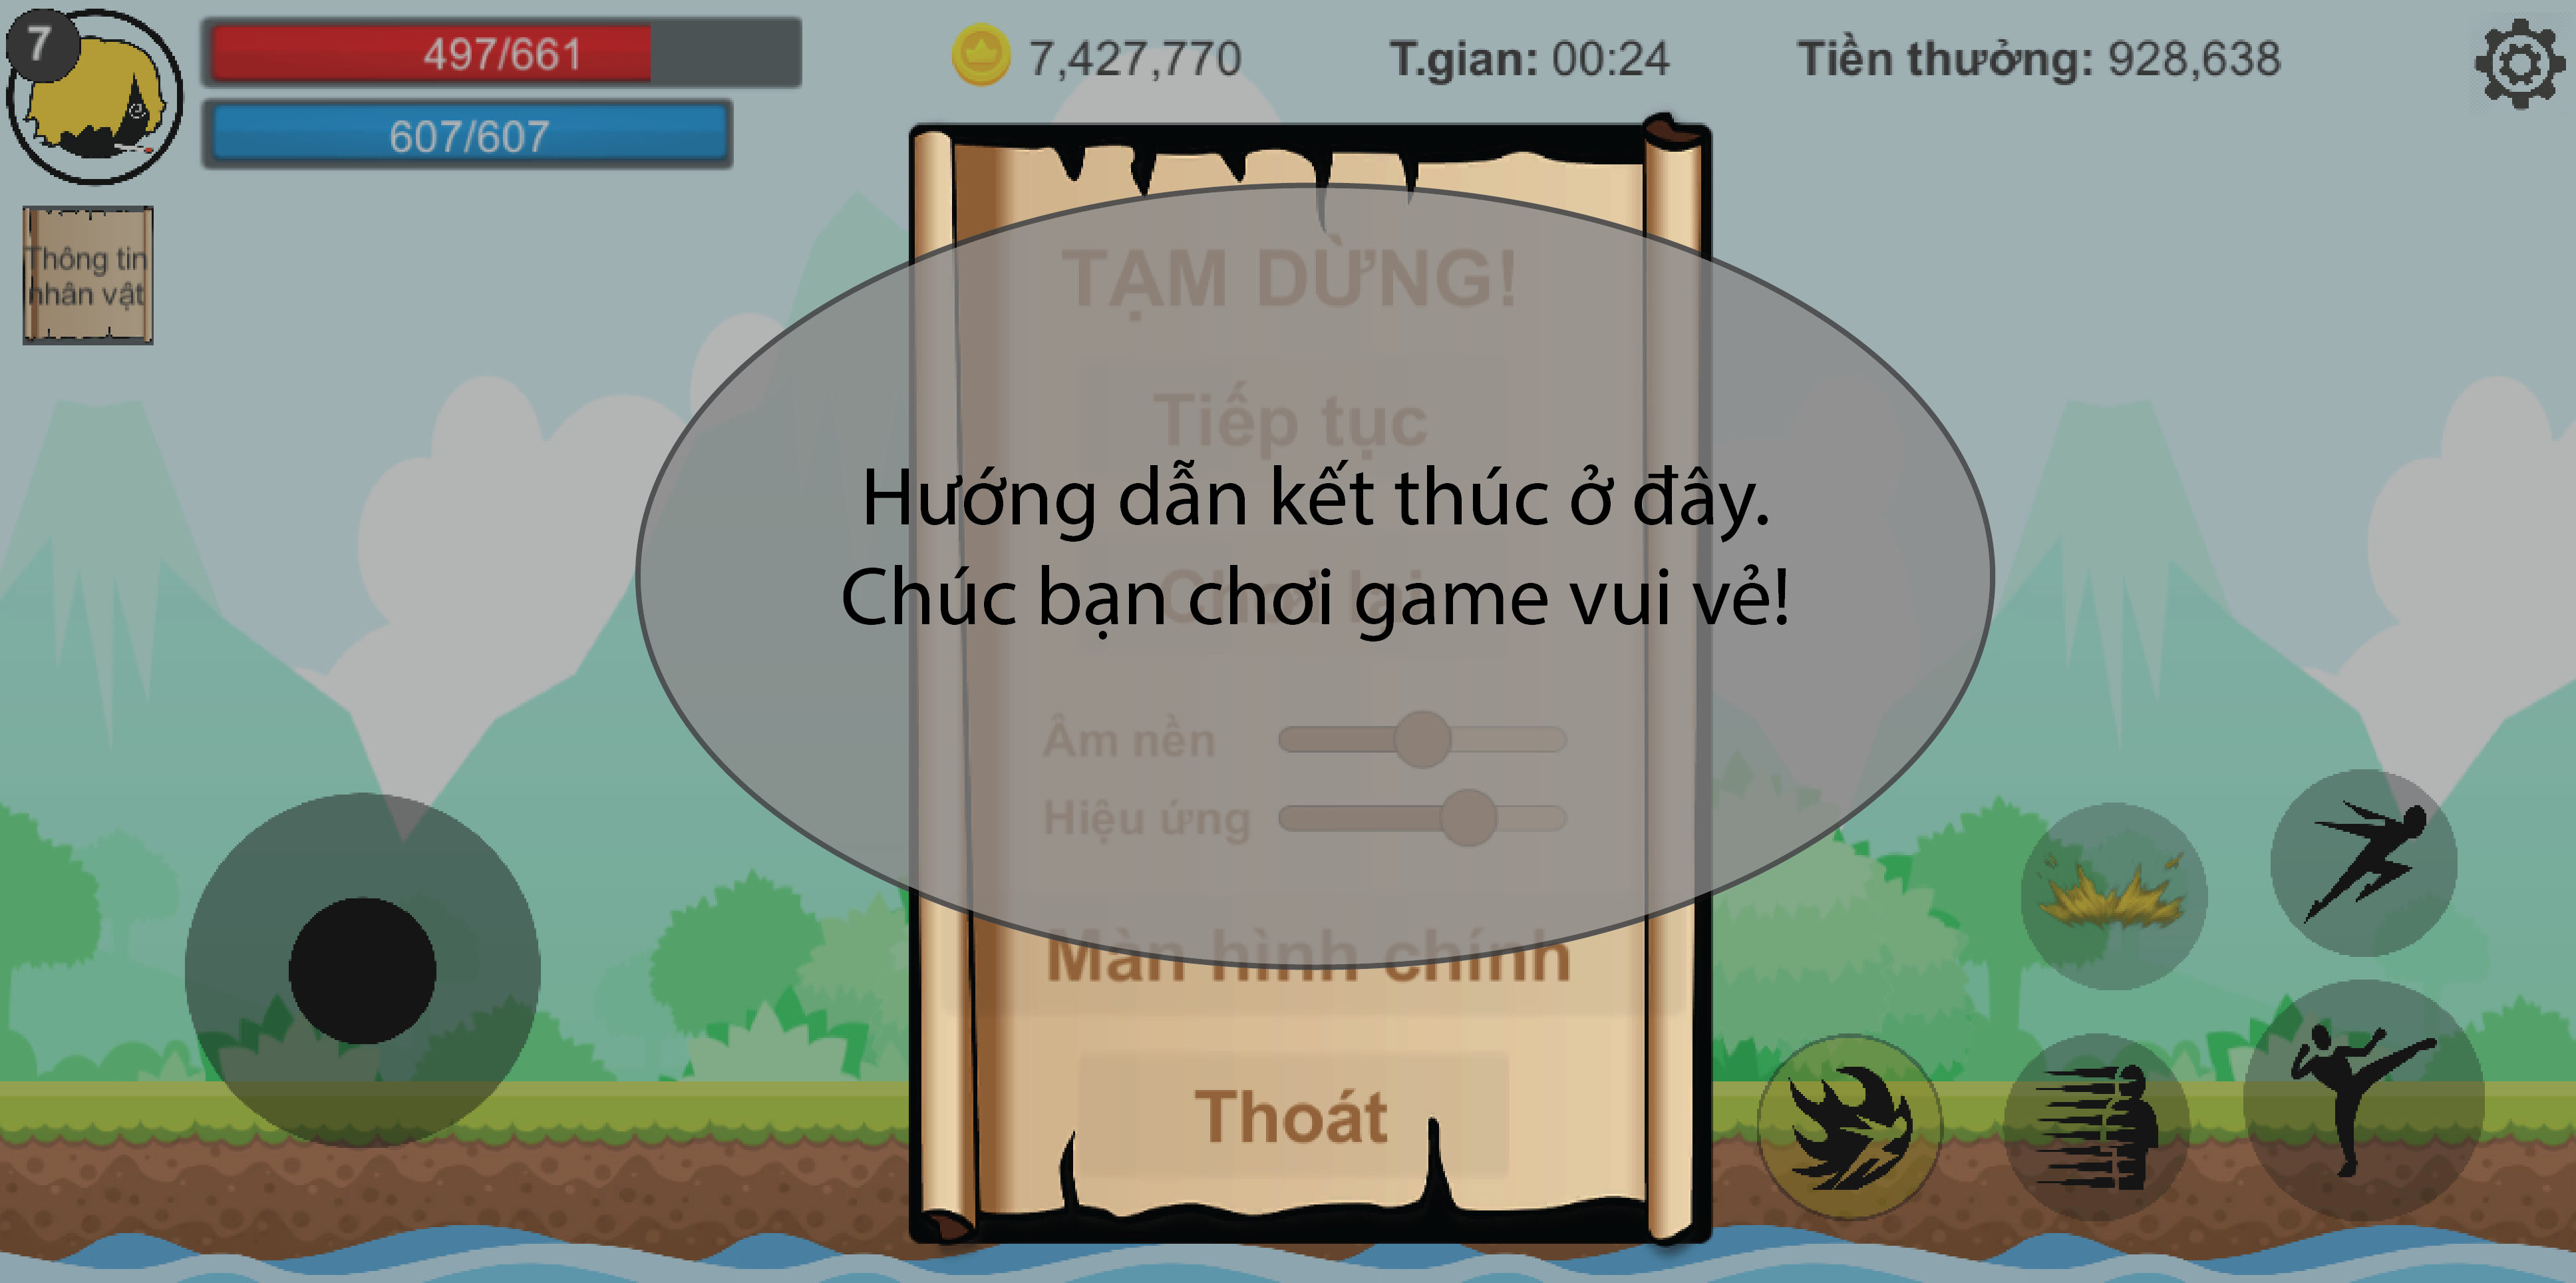 7
497/661
607/607
7,427,770
T.gian: 00:24
Tiền thưởng: 928,638
Thông tin
nhân vật
TẠM DỪNG!
Tiếp tục
Hướng dẫn kết thúc ở đây.
Chúc bạn chơi game vui vẻ!
Chơi lại
Âm nền
Hiệu ứng
Màn hình chính
Thoát